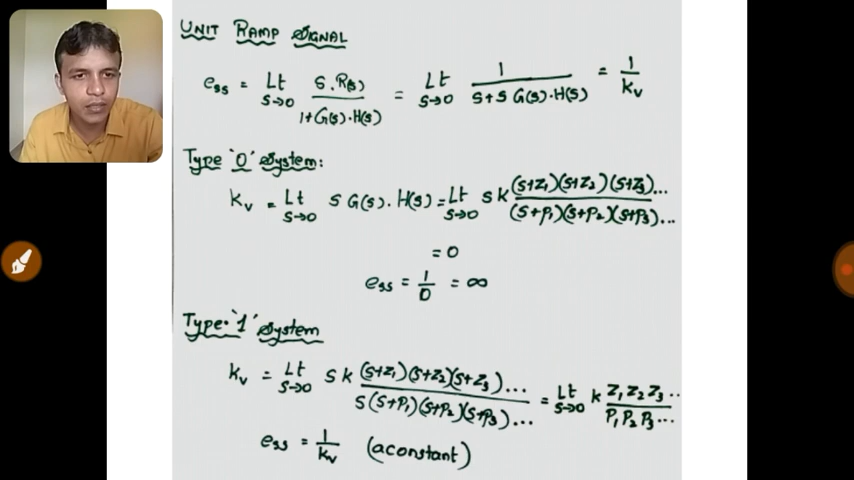 UNIT RAMP SIGNAL
ess = Lt S→0 S.R(s) / 1+G(s).H(s) = Lt S→0 1 / S+S G(s).H(s) = 1/Kv
Type '0' System:
Kv = Lt S→0 S G(s).H(s) = Lt S→0 SK (S+Z1)(S+Z2)(S+Z3)... / (S+P1)(S+P2)(S+P3)...
= 0
ess = 1/0 = ∞
Type '1' System
Kv = Lt S→0 SK (S+Z1)(S+Z2)(S+Z3)... / S(S+P1)(S+P2)(S+P3)... = Lt S→0 K Z1 Z2 Z3... / P1 P2 P3...
ess = 1/Kv (a constant)